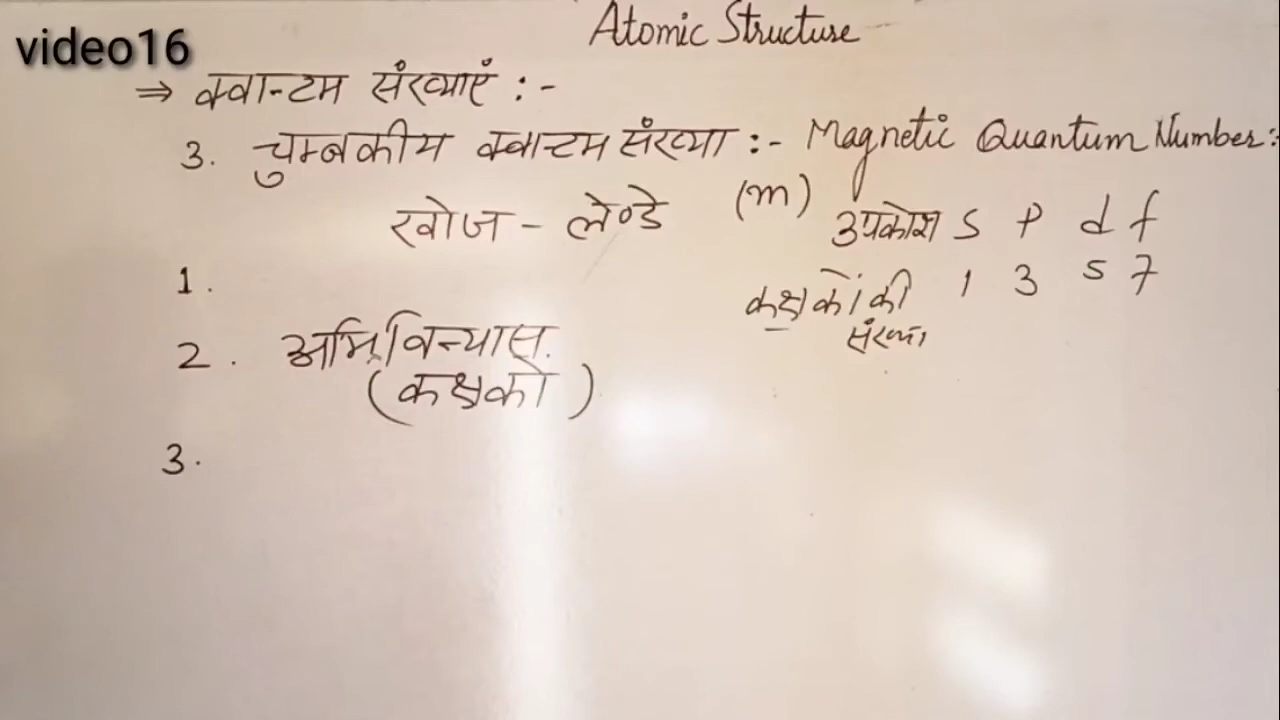 video16
Atomic Structure
⇒ क्वान्टम संख्याएं :-
3. चुम्बकीय क्वान्टम संख्या :- Magnetic Quantum Number:
(m)
खोज - लेण्डे
उपकोश s p d f
कक्षकों की 1 3 5 7
संख्या
1.
2. अभिविन्यास.
(कक्षको)
3.